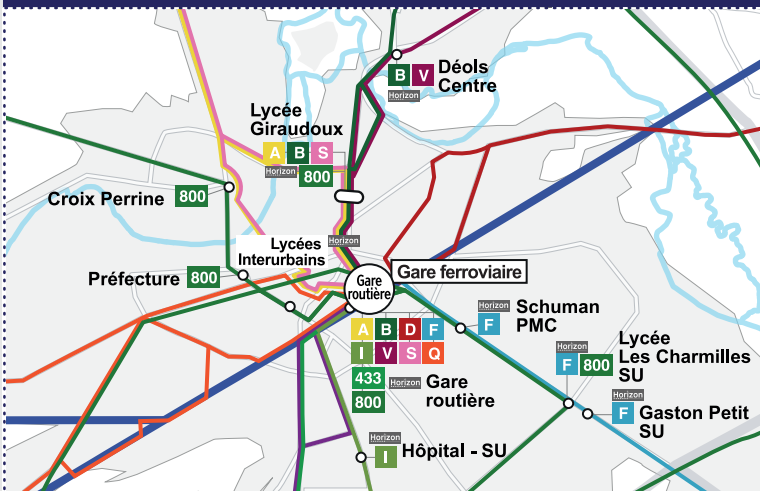 B V
Horizon
Déols
Centre
Lycée
Giraudoux
A B S
Horizon
800
Croix Perrine 800
Lycées
Interurbains
Horizon
Préfecture 800
Gare
routière
Gare ferroviaire
A B D F
I V S Q
433
800
Horizon
Gare
routière
Horizon
F
Schuman
PMC
Horizon
F 800
Lycée
Les Charmilles
SU
Horizon
F
Gaston Petit
SU
Horizon
I
Hôpital - SU